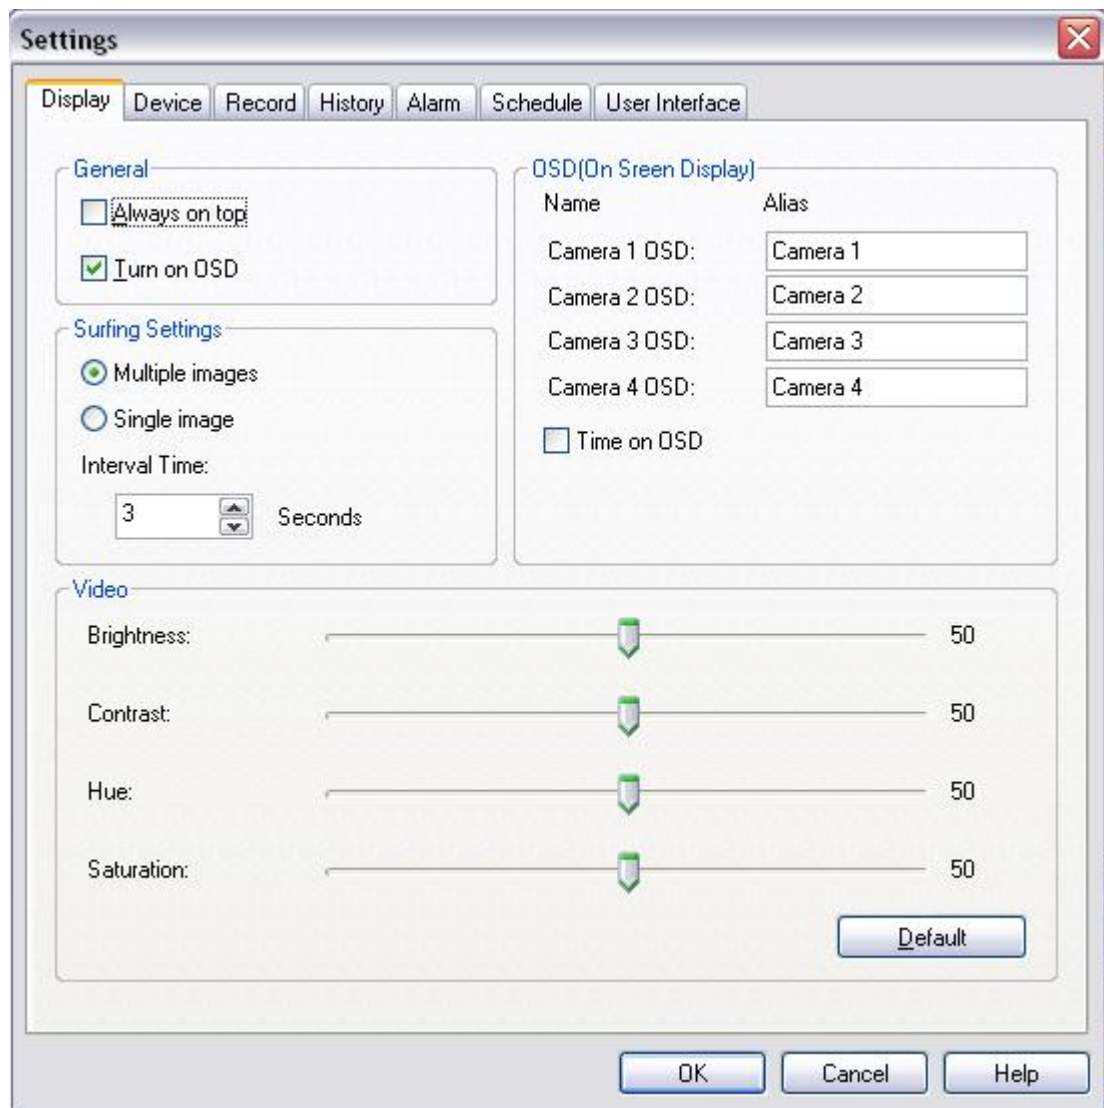 Settings
Display Device Record History Alarm Schedule User Interface
General
Always on top
Turn on OSD
Surfing Settings
Multiple images
Single image
Interval Time:
3 Seconds
OSD(On Sreen Display)
Name Alias
Camera 1 OSD: Camera 1
Camera 2 OSD: Camera 2
Camera 3 OSD: Camera 3
Camera 4 OSD: Camera 4
Time on OSD
Video
Brightness: 50
Contrast: 50
Hue: 50
Saturation: 50
Default
OK Cancel Help